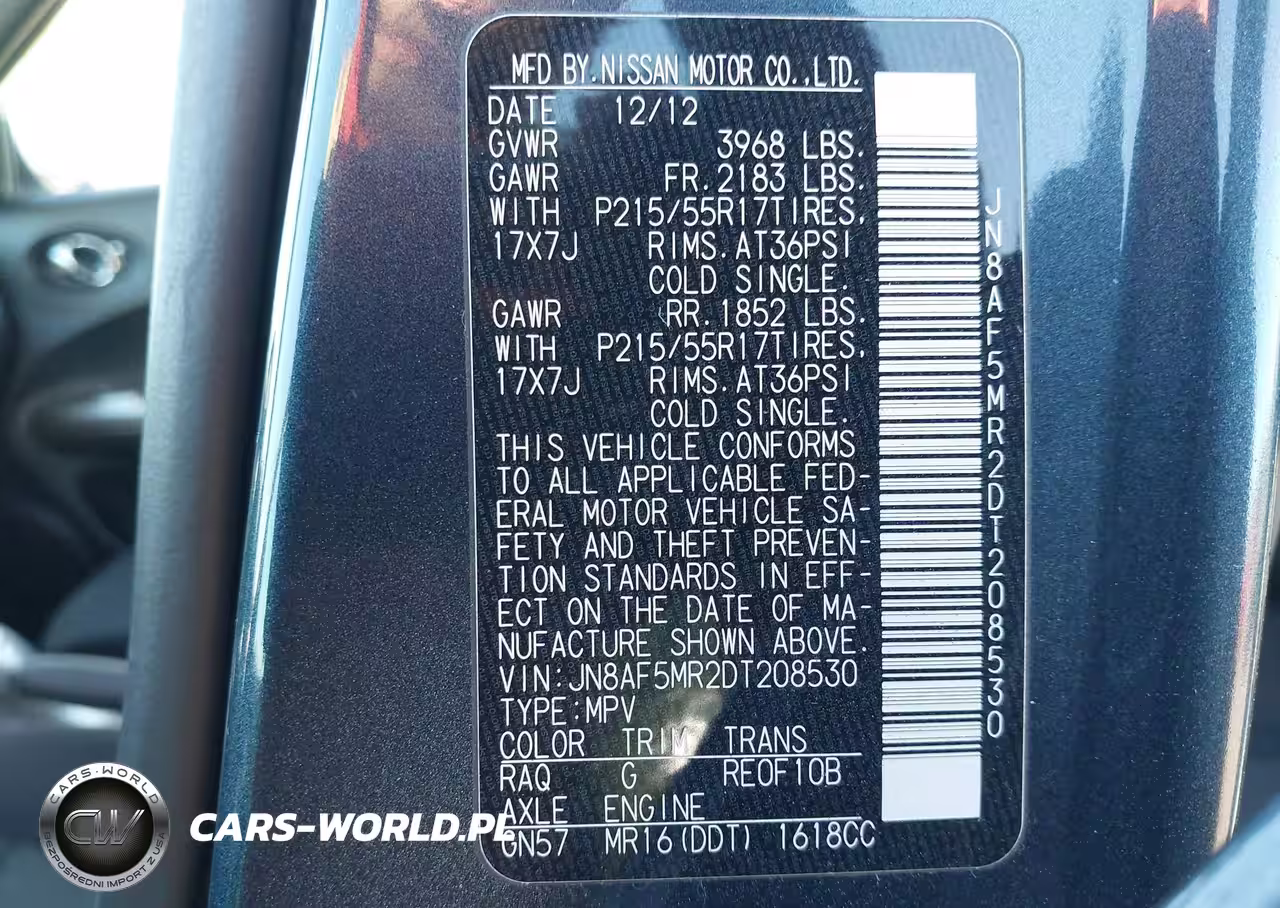 MFD BY.NISSAN MOTOR CO.,LTD.
DATE 12/12
GVWR 3968 LBS.
GAWR FR.2183 LBS.
WITH P215/55R17TIRES.
17X7J RIMS.AT36PSI
COLD SINGLE.
GAWR RR.1852 LBS.
WITH P215/55R17TIRES.
17X7J RIMS.AT36PSI
COLD SINGLE.
THIS VEHICLE CONFORMS
TO ALL APPLICABLE FED-
ERAL MOTOR VEHICLE SA-
FETY AND THEFT PREVEN-
TION STANDARDS IN EFF-
ECT ON THE DATE OF MA-
NUFACTURE SHOWN ABOVE.
VIN:JN8AF5MR2DT208530
TYPE:MPV
COLOR TRIM TRANS
RAQ G REOF10B
AXLE ENGINE
GN57 MR16(DDT) 1618CC
JN8AF5MR2DT208530
CARS-WORLD
CW
BEZPOŚREDNI IMPORT Z USA
CARS-WORLD.PL